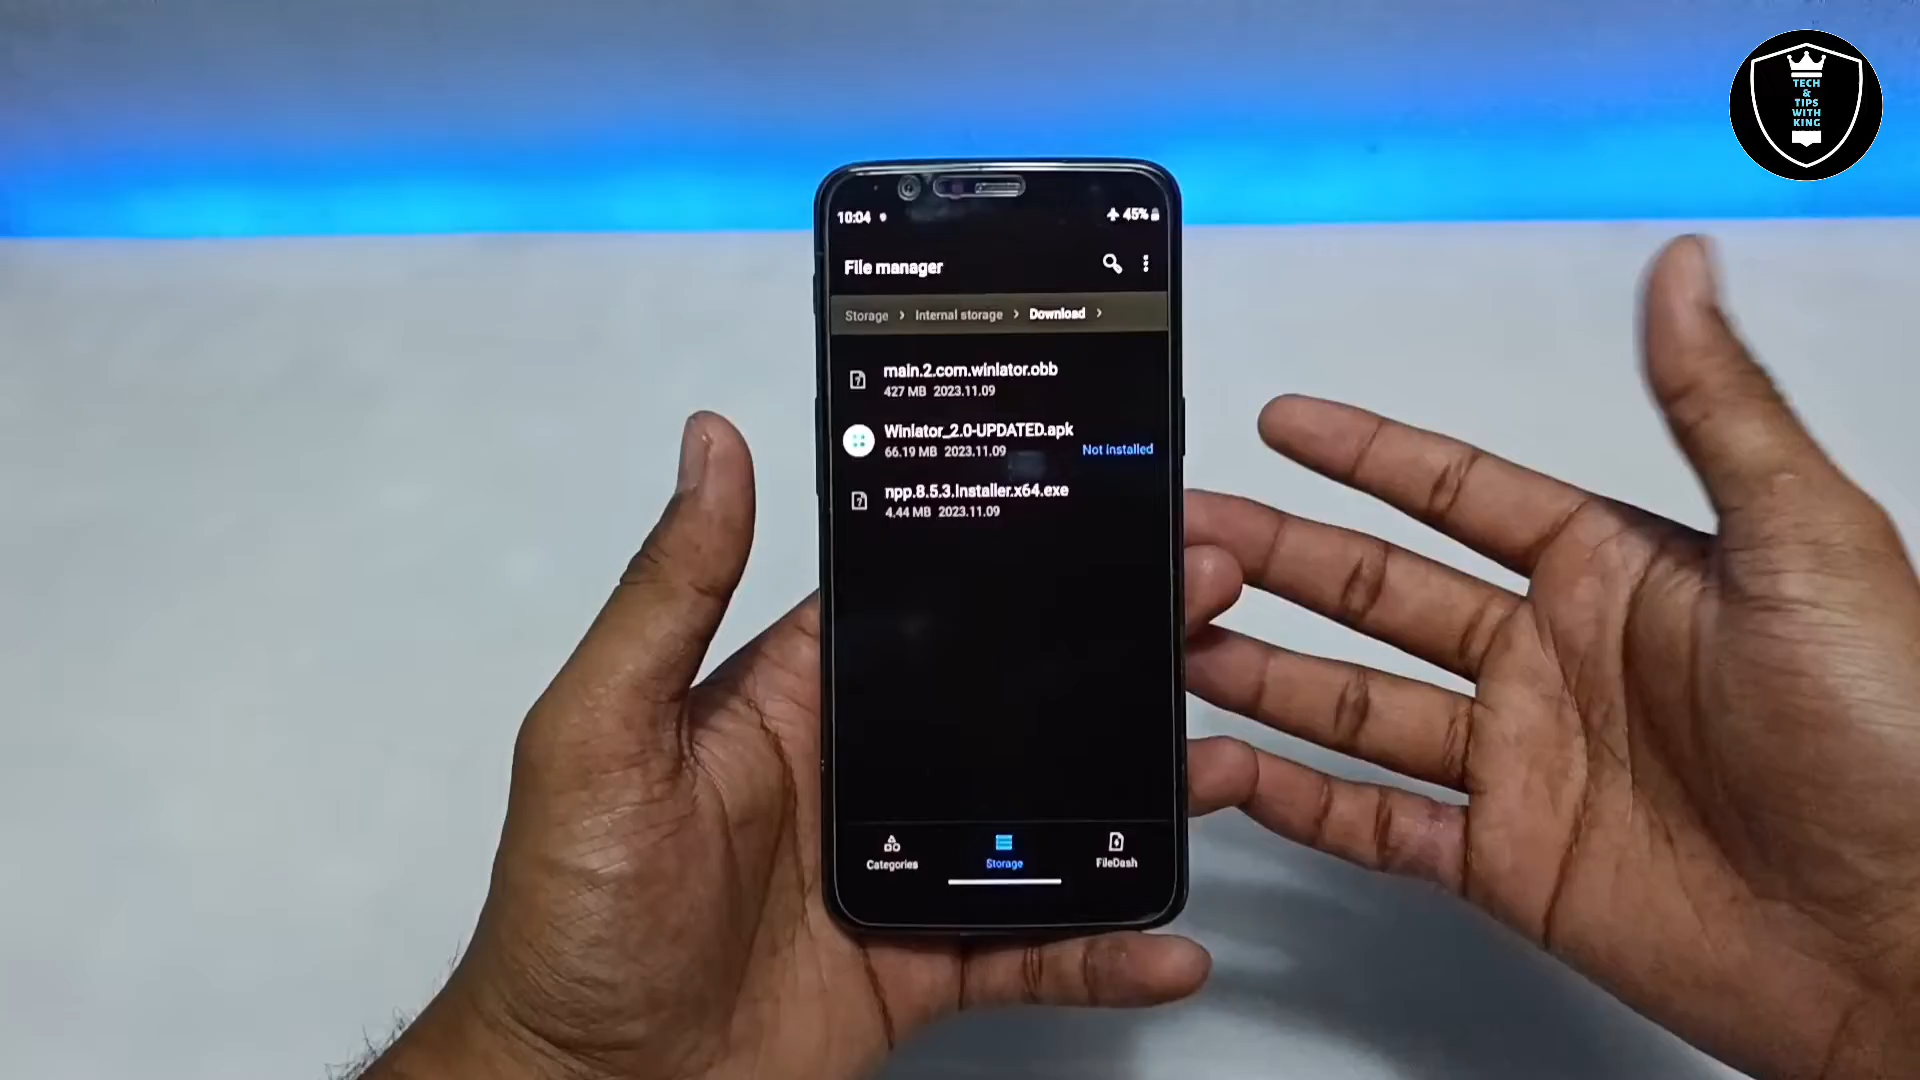 TECH
&
TIPS
WITH
KING
10:04
45%
File manager
Storage > Internal storage > Download >
main.2.com.winlator.obb
427 MB 2023.11.09
Winlator_2.0-UPDATED.apk
66.19 MB 2023.11.09
Not installed
npp.8.5.3.Installer.x64.exe
4.44 MB 2023.11.09
Categories
Storage
FileDash